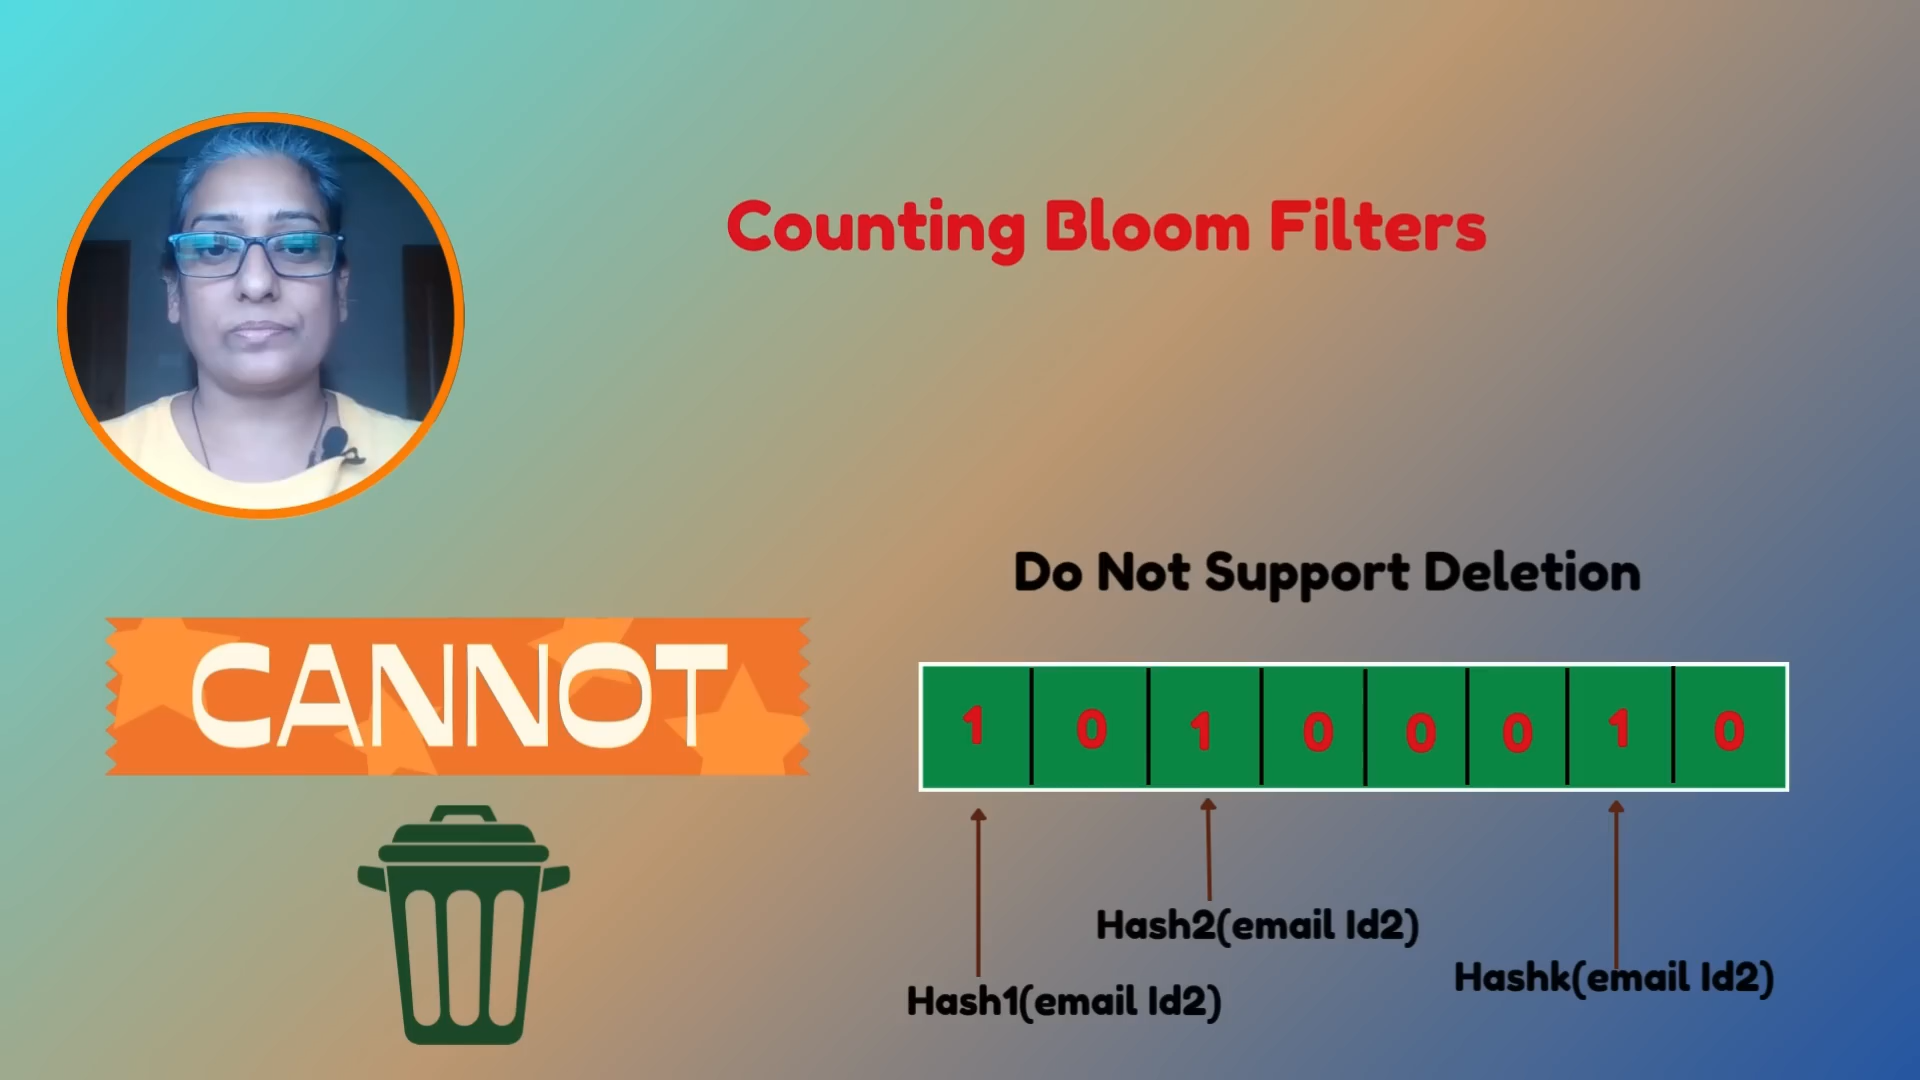 Counting Bloom Filters
Do Not Support Deletion
CANNOT
1 0 1 0 0 0 1 0
Hash2(email Id2)
Hashk(email Id2)
Hash1(email Id2)